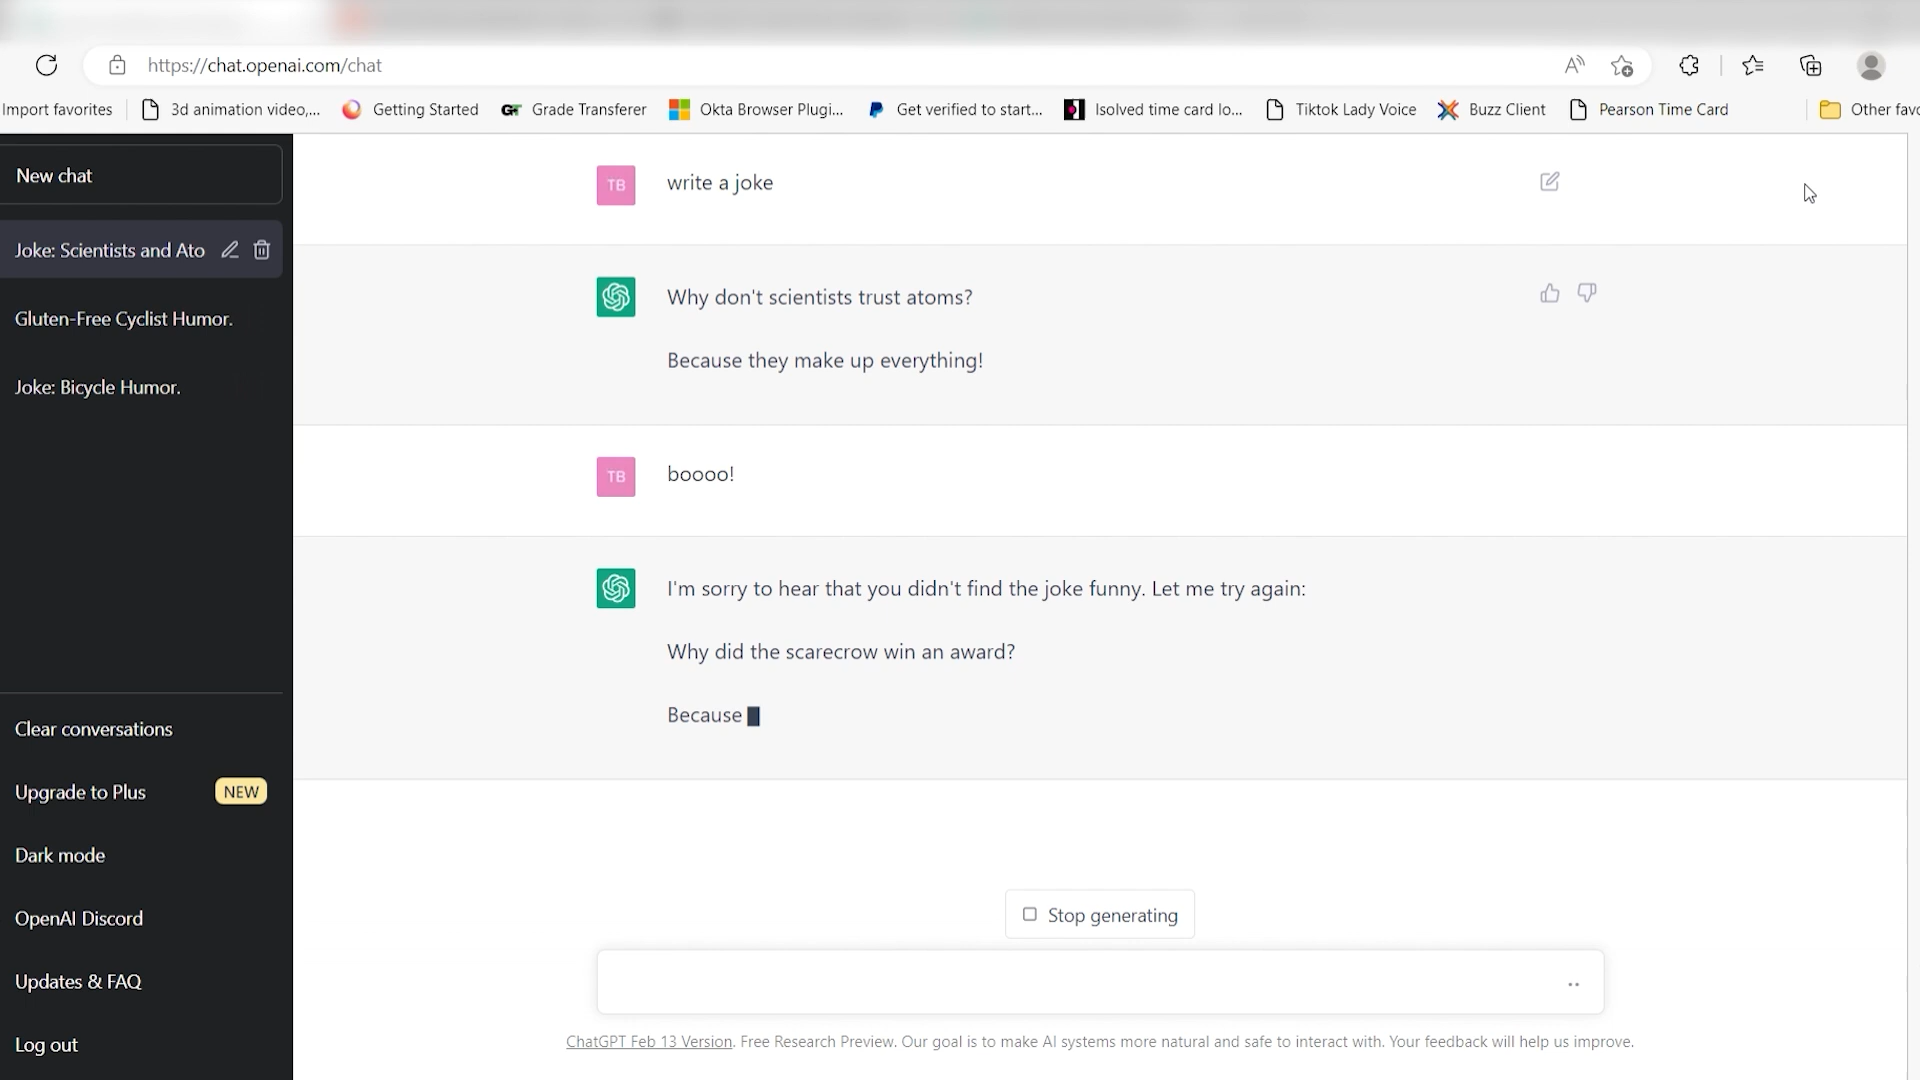 https://chat.openai.com/chat
Import favorites
3d animation video,...
Getting Started
GT
Grade Transferer
Okta Browser Plugi...
Get verified to start...
Isolved time card lo...
Tiktok Lady Voice
Buzz Client
Pearson Time Card
Other favo
New chat
Joke: Scientists and Ato
Gluten-Free Cyclist Humor.
Joke: Bicycle Humor.
Clear conversations
Upgrade to Plus NEW
Dark mode
OpenAI Discord
Updates & FAQ
Log out
TB write a joke
Why don't scientists trust atoms?
Because they make up everything!
TB boooo!
I'm sorry to hear that you didn't find the joke funny. Let me try again:
Why did the scarecrow win an award?
Because
Stop generating
ChatGPT Feb 13 Version. Free Research Preview. Our goal is to make AI systems more natural and safe to interact with. Your feedback will help us improve.